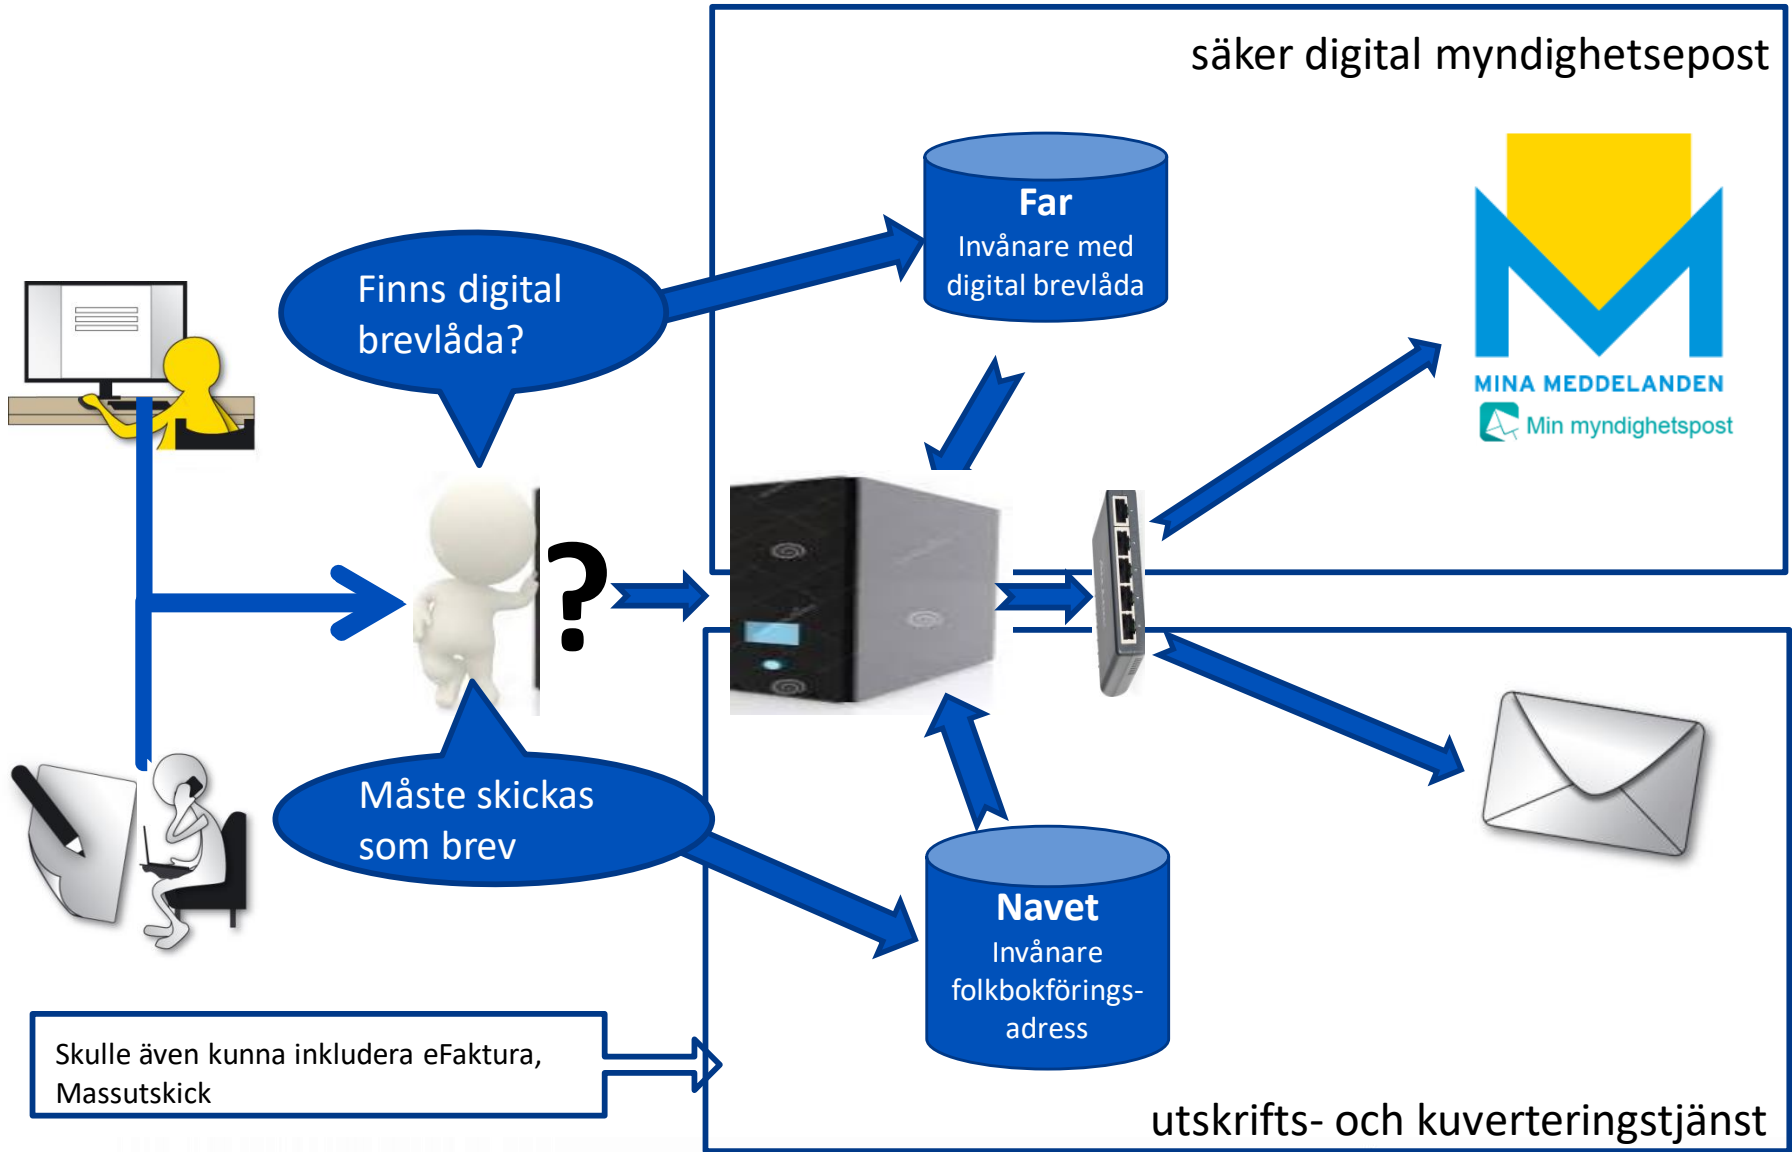 säker digital myndighetsepost
Far
Invånare med
digital brevlåda
Finns digital
brevlåda?
MINA MEDDELANDEN
Min myndighetspost
?
Måste skickas
som brev
Navet
Invånare
folkbokförings-
adress
Skulle även kunna inkludera eFaktura,
Massutskick
utskrifts- och kuverteringstjänst